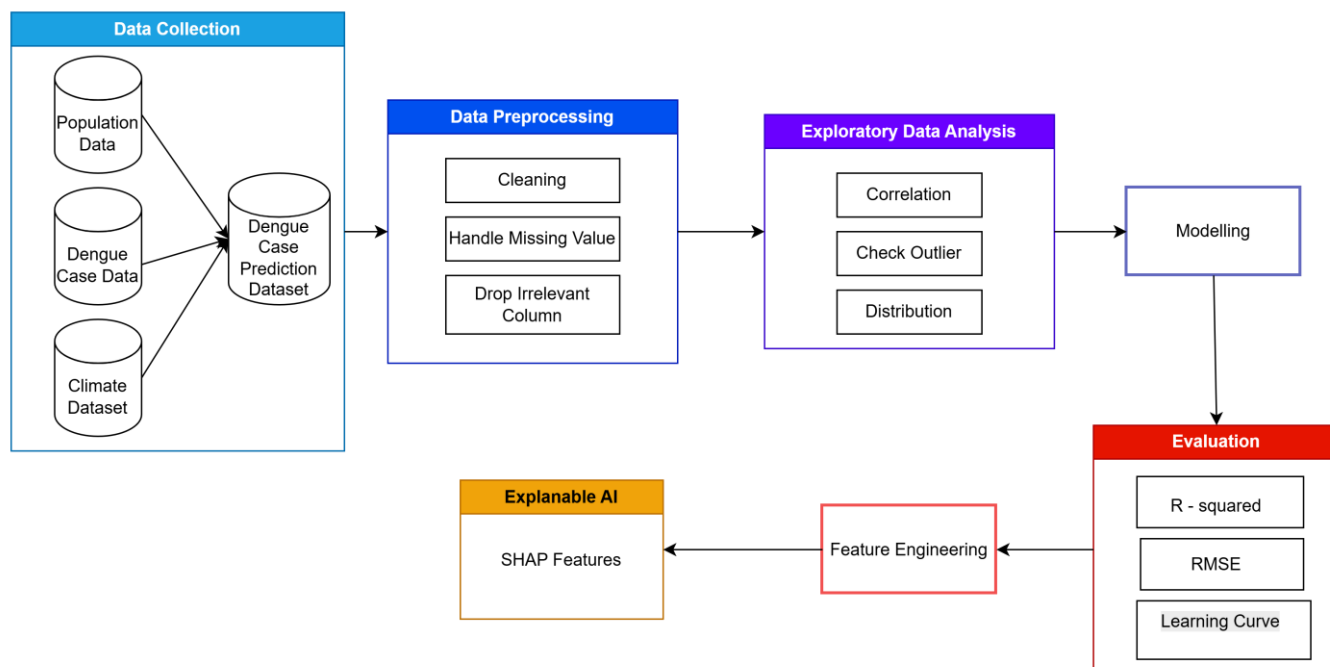 Data Collection
Population
Data
Dengue
Case Data
Climate
Dataset
Dengue
Case
Prediction
Dataset
Data Preprocessing
Cleaning
Handle Missing Value
Drop Irrelevant
Column
Exploratory Data Analysis
Correlation
Check Outlier
Distribution
Modelling
Evaluation
R - squared
RMSE
Learning Curve
Feature Engineering
Explanable AI
SHAP Features